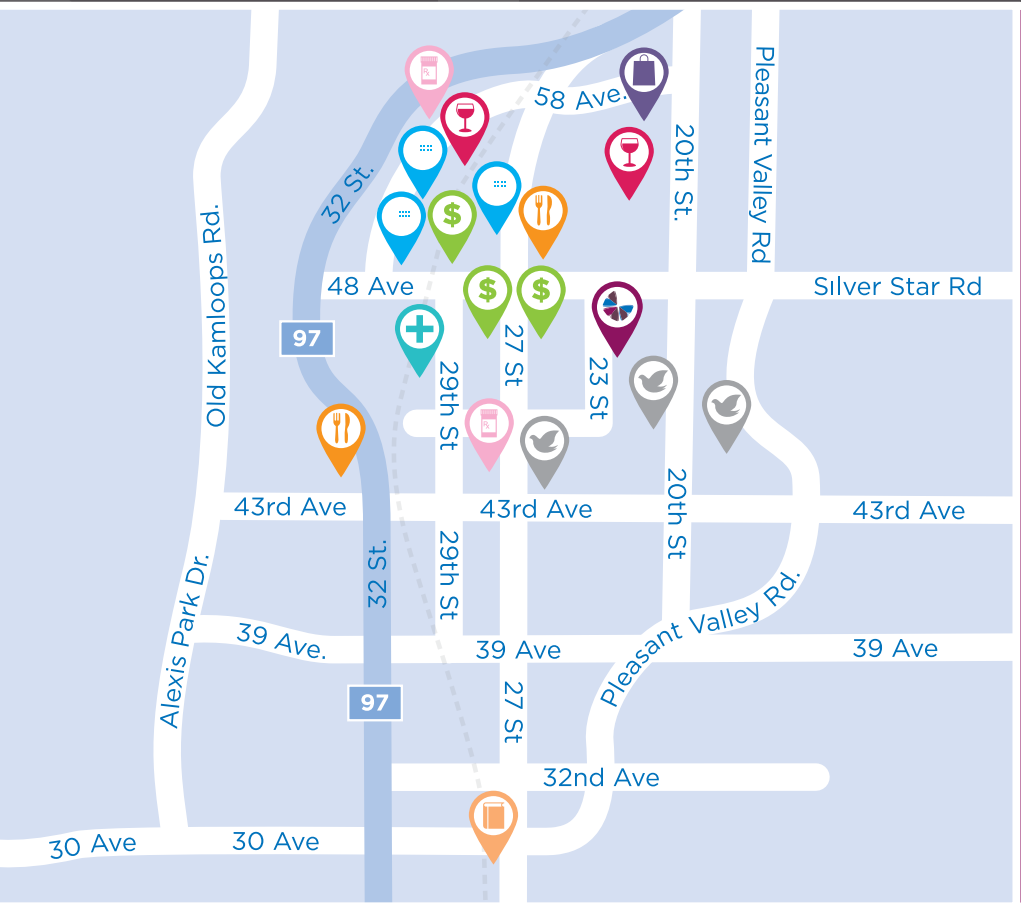 58 Ave.
Pleasant Valley Rd
20th St.
32 St.
Old Kamloops Rd.
$
48 Ave
$
$
Silver Star Rd
97
27 St
29th St
23 St
Rx
Rx
43rd Ave
43rd Ave
43rd Ave
20th St
32 St.
29th St
Alexis Park Dr.
39 Ave.
39 Ave
39 Ave
Pleasant Valley Rd.
97
27 St
32nd Ave
30 Ave
30 Ave